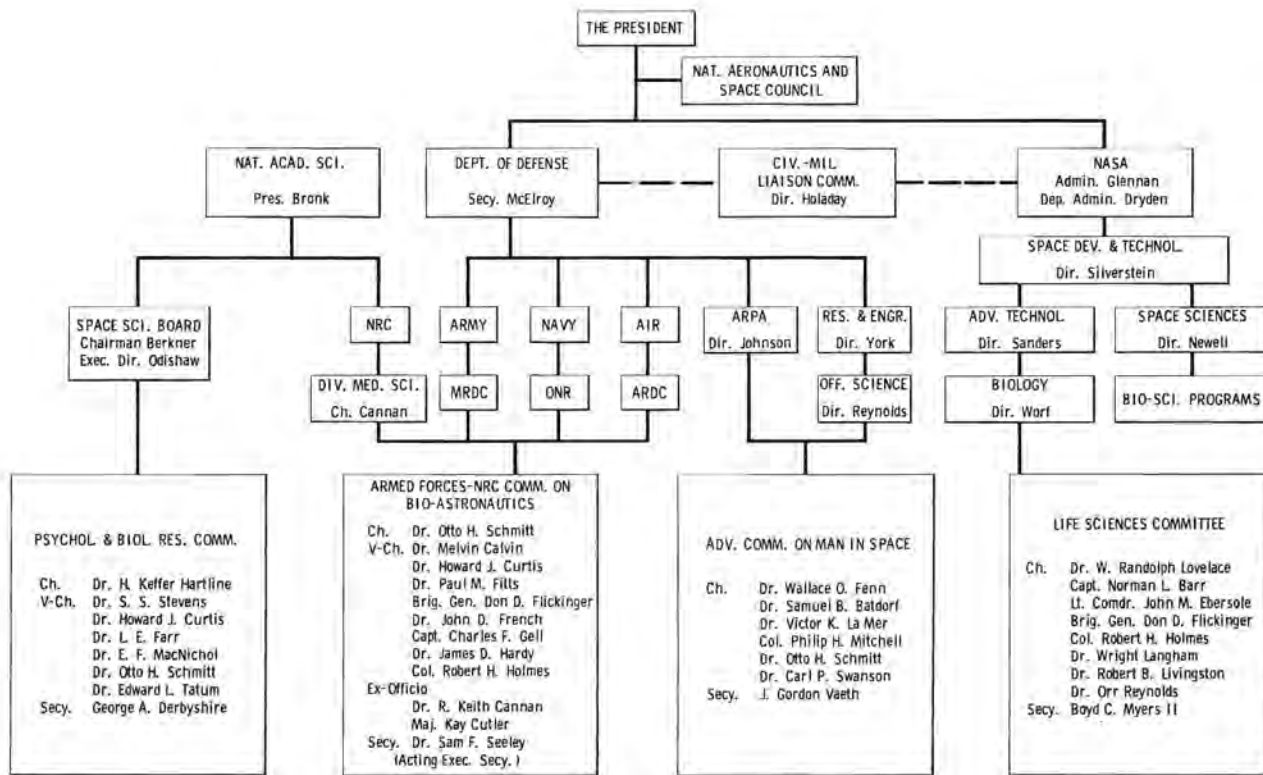 THE PRESIDENT
NAT. AERONAUTICS AND
SPACE COUNCIL
NAT. ACAD. SCI.
Pres. Bronk
DEPT. OF DEFENSE
Secy. McElroy
CIV.-MIL.
LIAISON COMM.
Dir. Holaday
NASA
Admin. Glennan
Dep. Admin. Dryden
SPACE DEV. & TECHNOL.
Dir. Silverstein
SPACE SCI. BOARD
Chairman Berkner
Exec. Dir. Odishaw
NRC
ARMY
NAVY
AIR
ARPA
Dir. Johnson
RES. & ENGR.
Dir. York
ADV. TECHNOL.
Dir. Sanders
SPACE SCIENCES
Dir. Newell
DIV. MED. SCI.
Ch. Cannan
MRDC
ONR
ARDC
OFF. SCIENCE
Dir. Reynolds
BIOLOGY
Dir. Worf
BIO-SCI. PROGRAMS
PSYCHOL. & BIOL. RES. COMM.
Ch. Dr. H. Keffer Hartline
V-Ch. Dr. S. S. Stevens
Dr. Howard J. Curtis
Dr. L. E. Farr
Dr. E. F. MacNichol
Dr. Otto H. Schmitt
Dr. Edward L. Tatum
Secy. George A. Derbyshire
ARMED FORCES-NRC COMM. ON
BIO-ASTRONAUTICS
Ch. Dr. Otto H. Schmitt
V-Ch. Dr. Melvin Calvin
Dr. Howard J. Curtis
Dr. Paul M. Fitts
Brig. Gen. Don D. Flickinger
Dr. John D. French
Capt. Charles F. Gell
Dr. James D. Hardy
Col. Robert H. Holmes
Ex-Officio
Dr. R. Keith Cannan
Maj. Kay Cutler
Secy. Dr. Sam F. Seeley
(Acting Exec. Secy.)
ADV. COMM. ON MAN IN SPACE
Ch. Dr. Wallace O. Fenn
Dr. Samuel B. Batdorf
Dr. Victor K. La Mer
Col. Philip H. Mitchell
Dr. Otto H. Schmitt
Dr. Carl P. Swanson
Secy. J. Gordon Vaeth
LIFE SCIENCES COMMITTEE
Ch. Dr. W. Randolph Lovelace
Capt. Norman L. Barr
Lt. Comdr. John M. Ebersole
Brig. Gen. Don D. Flickinger
Col. Robert H. Holmes
Dr. Wright Langham
Dr. Robert B. Livingston
Dr. Orr Reynolds
Secy. Boyd C. Myers II